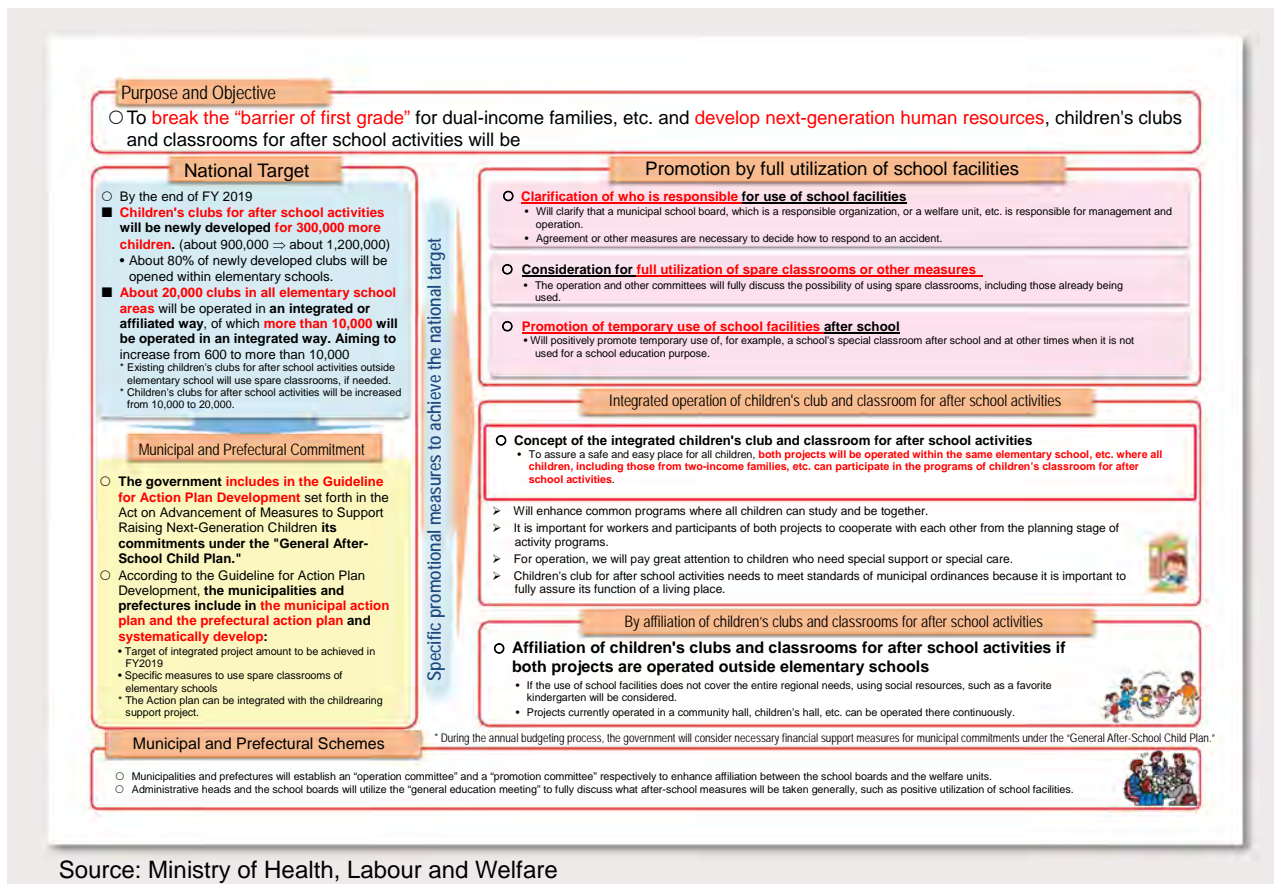 Purpose and Objective
○ To break the “barrier of first grade” for dual-income families, etc. and develop next-generation human resources, children's clubs
and classrooms for after school activities will be
National Target
○ By the end of FY 2019
■ Children's clubs for after school activities
will be newly developed for 300,000 more
children. (about 900,000 ⇒ about 1,200,000)
• About 80% of newly developed clubs will be
opened within elementary schools.
■ About 20,000 clubs in all elementary school
areas will be operated in an integrated or
affiliated way, of which more than 10,000 will
be operated in an integrated way. Aiming to
increase from 600 to more than 10,000
* Existing children's clubs for after school activities outside
elementary school will use spare classrooms, if needed.
* Children's clubs for after school activities will be increased
from 10,000 to 20,000.
Municipal and Prefectural Commitment
○ The government includes in the Guideline
for Action Plan Development set forth in the
Act on Advancement of Measures to Support
Raising Next-Generation Children its
commitments under the "General After-
School Child Plan."
○ According to the Guideline for Action Plan
Development, the municipalities and
prefectures include in the municipal action
plan and the prefectural action plan and
systematically develop:
• Target of integrated project amount to be achieved in
FY2019
• Specific measures to use spare classrooms of
elementary schools
* The Action plan can be integrated with the childrearing
support project.
Specific promotional measures to achieve the national target
Promotion by full utilization of school facilities
○ Clarification of who is responsible for use of school facilities
• Will clarify that a municipal school board, which is a responsible organization, or a welfare unit, etc. is responsible for management and
operation.
• Agreement or other measures are necessary to decide how to respond to an accident.
○ Consideration for full utilization of spare classrooms or other measures
• The operation and other committees will fully discuss the possibility of using spare classrooms, including those already being
used.
○ Promotion of temporary use of school facilities after school
• Will positively promote temporary use of, for example, a school's special classroom after school and at other times when it is not
used for a school education purpose.
Integrated operation of children's club and classroom for after school activities
○ Concept of the integrated children's club and classroom for after school activities
• To assure a safe and easy place for all children, both projects will be operated within the same elementary school, etc. where all
children, including those from two-income families, etc. can participate in the programs of children's classroom for after
school activities.
➢ Will enhance common programs where all children can study and be together.
➢ It is important for workers and participants of both projects to cooperate with each other from the planning stage of
activity programs.
➢ For operation, we will pay great attention to children who need special support or special care.
➢ Children's club for after school activities needs to meet standards of municipal ordinances because it is important to
fully assure its function of a living place.
By affiliation of children's clubs and classrooms for after school activities
○ Affiliation of children's clubs and classrooms for after school activities if
both projects are operated outside elementary schools
• If the use of school facilities does not cover the entire regional needs, using social resources, such as a favorite
kindergarten will be considered.
• Projects currently operated in a community hall, children's hall, etc. can be operated there continuously.
* During the annual budgeting process, the government will consider necessary financial support measures for municipal commitments under the “General After-School Child Plan.”
Municipal and Prefectural Schemes
○ Municipalities and prefectures will establish an “operation committee” and a “promotion committee” respectively to enhance affiliation between the school boards and the welfare units.
○ Administrative heads and the school boards will utilize the “general education meeting” to fully discuss what after-school measures will be taken generally, such as positive utilization of school facilities.
Source: Ministry of Health, Labour and Welfare